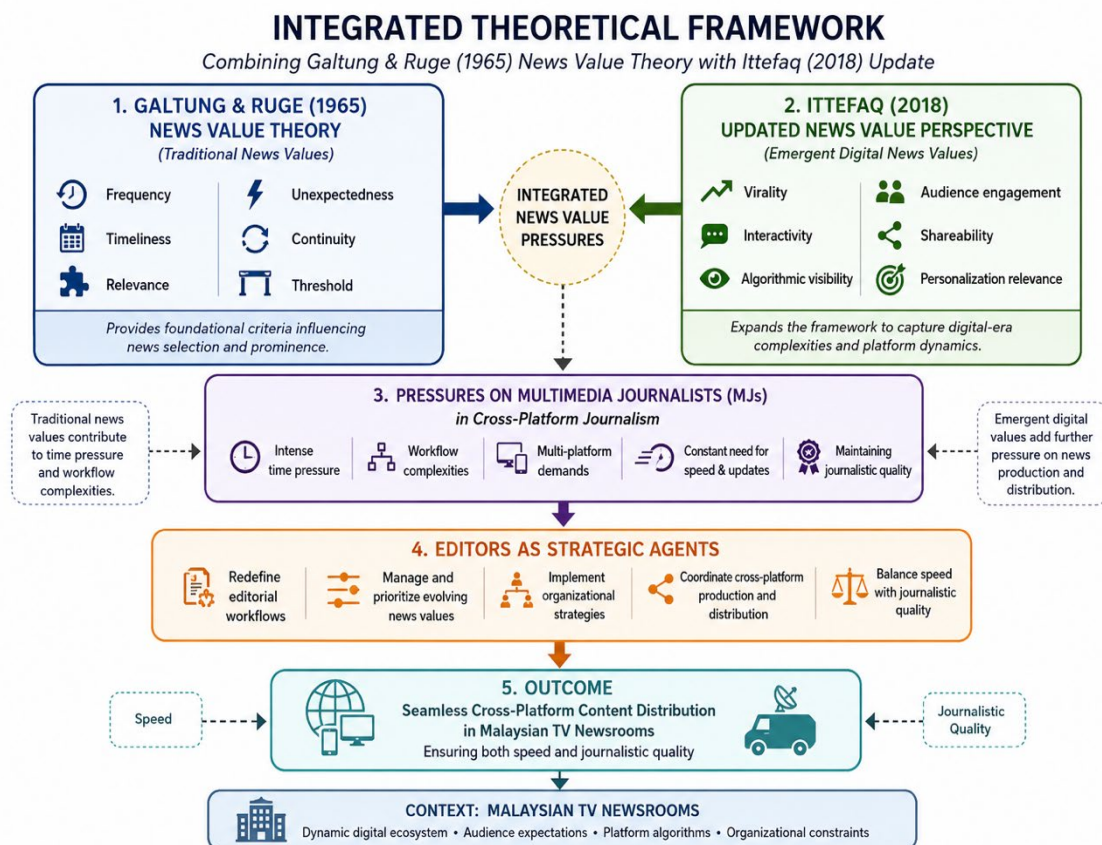 INTEGRATED THEORETICAL FRAMEWORK
Combining Galtung & Ruge (1965) News Value Theory with Ittefaq (2018) Update
1. GALTUNG & RUGE (1965)
NEWS VALUE THEORY
(Traditional News Values)
Frequency
Unexpectedness
Timeliness
Continuity
Relevance
Threshold
Provides foundational criteria influencing
news selection and prominence.
INTEGRATED
NEWS VALUE
PRESSURES
2. ITTEFAQ (2018)
UPDATED NEWS VALUE PERSPECTIVE
(Emergent Digital News Values)
Virality
Audience engagement
Interactivity
Shareability
Algorithmic visibility
Personalization relevance
Expands the framework to capture digital-era
complexities and platform dynamics.
Traditional news
values contribute
to time pressure
and workflow
complexities.
3. PRESSURES ON MULTIMEDIA JOURNALISTS (MJs)
in Cross-Platform Journalism
Intense
time pressure
Workflow
complexities
Multi-platform
demands
Constant need for
speed & updates
Maintaining
journalistic quality
Emergent digital
values add further
pressure on news
production and
distribution.
4. EDITORS AS STRATEGIC AGENTS
Redefine
editorial
workflows
Manage and
prioritize evolving
news values
Implement
organizational
strategies
Coordinate cross-platform
production and
distribution
Balance speed
with journalistic
quality
Speed
5. OUTCOME
Seamless Cross-Platform Content Distribution
in Malaysian TV Newsrooms
Ensuring both speed and journalistic quality
Journalistic
Quality
CONTEXT: MALAYSIAN TV NEWSROOMS
Dynamic digital ecosystem • Audience expectations • Platform algorithms • Organizational constraints